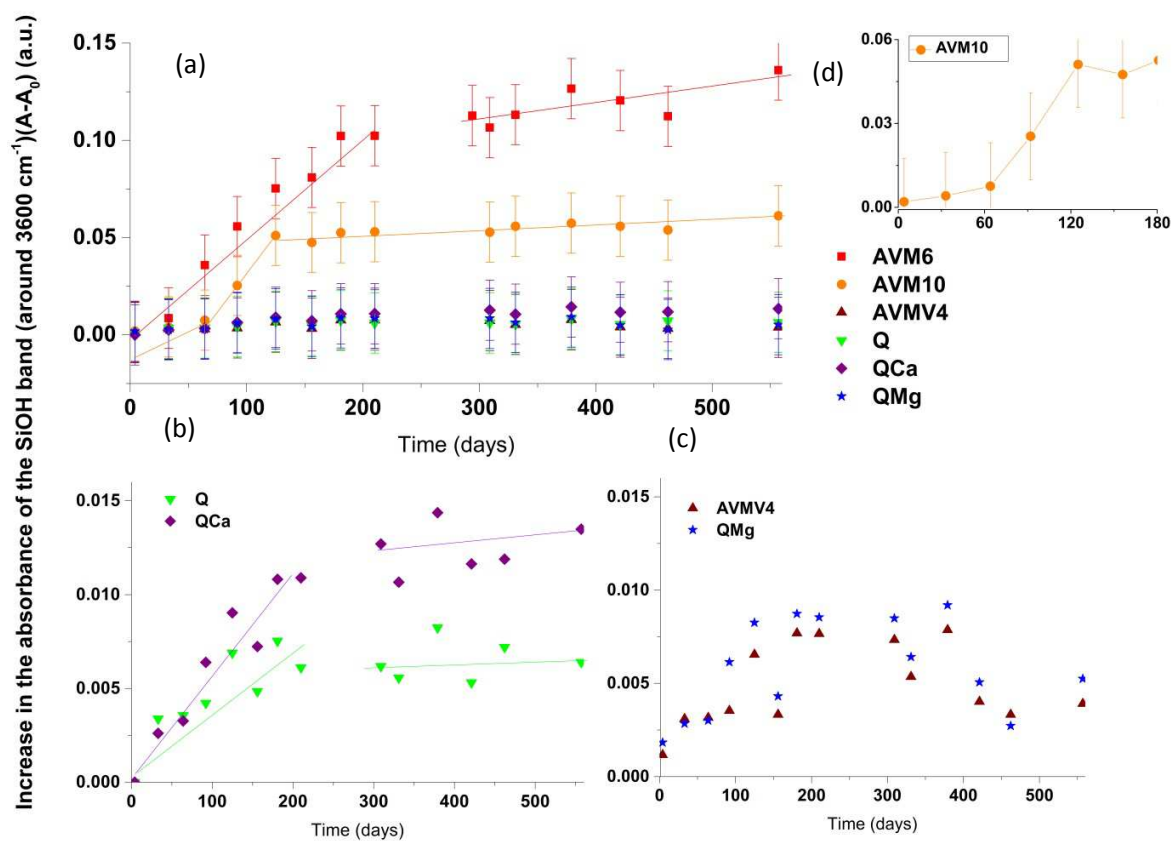 Increase in the absorbance of the SiOH band (around 3600 cm⁻¹)(A-A₀) (a.u.)
(a)
0.15
0.10
0.05
0.00
0 100 200 300 400 500
Time (days)
(d)
AVM10
0.06
0.03
0.00
0 60 120 180
AVM6
AVM10
AVMV4
Q
QCa
QMg
(b)
Q
QCa
0.015
0.010
0.005
0.000
0 100 200 300 400 500
Time (days)
(c)
AVMV4
QMg
0.015
0.010
0.005
0.000
0 100 200 300 400 500
Time (days)